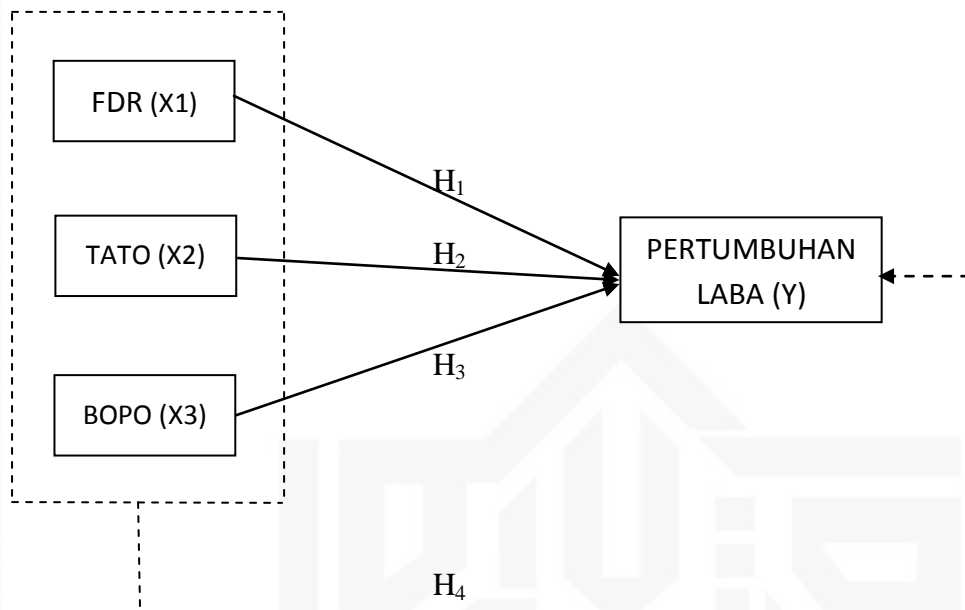 FDR (X1)
H₁
TATO (X2)
H₂
PERTUMBUHAN
LABA (Y)
H₃
BOPO (X3)
H₄